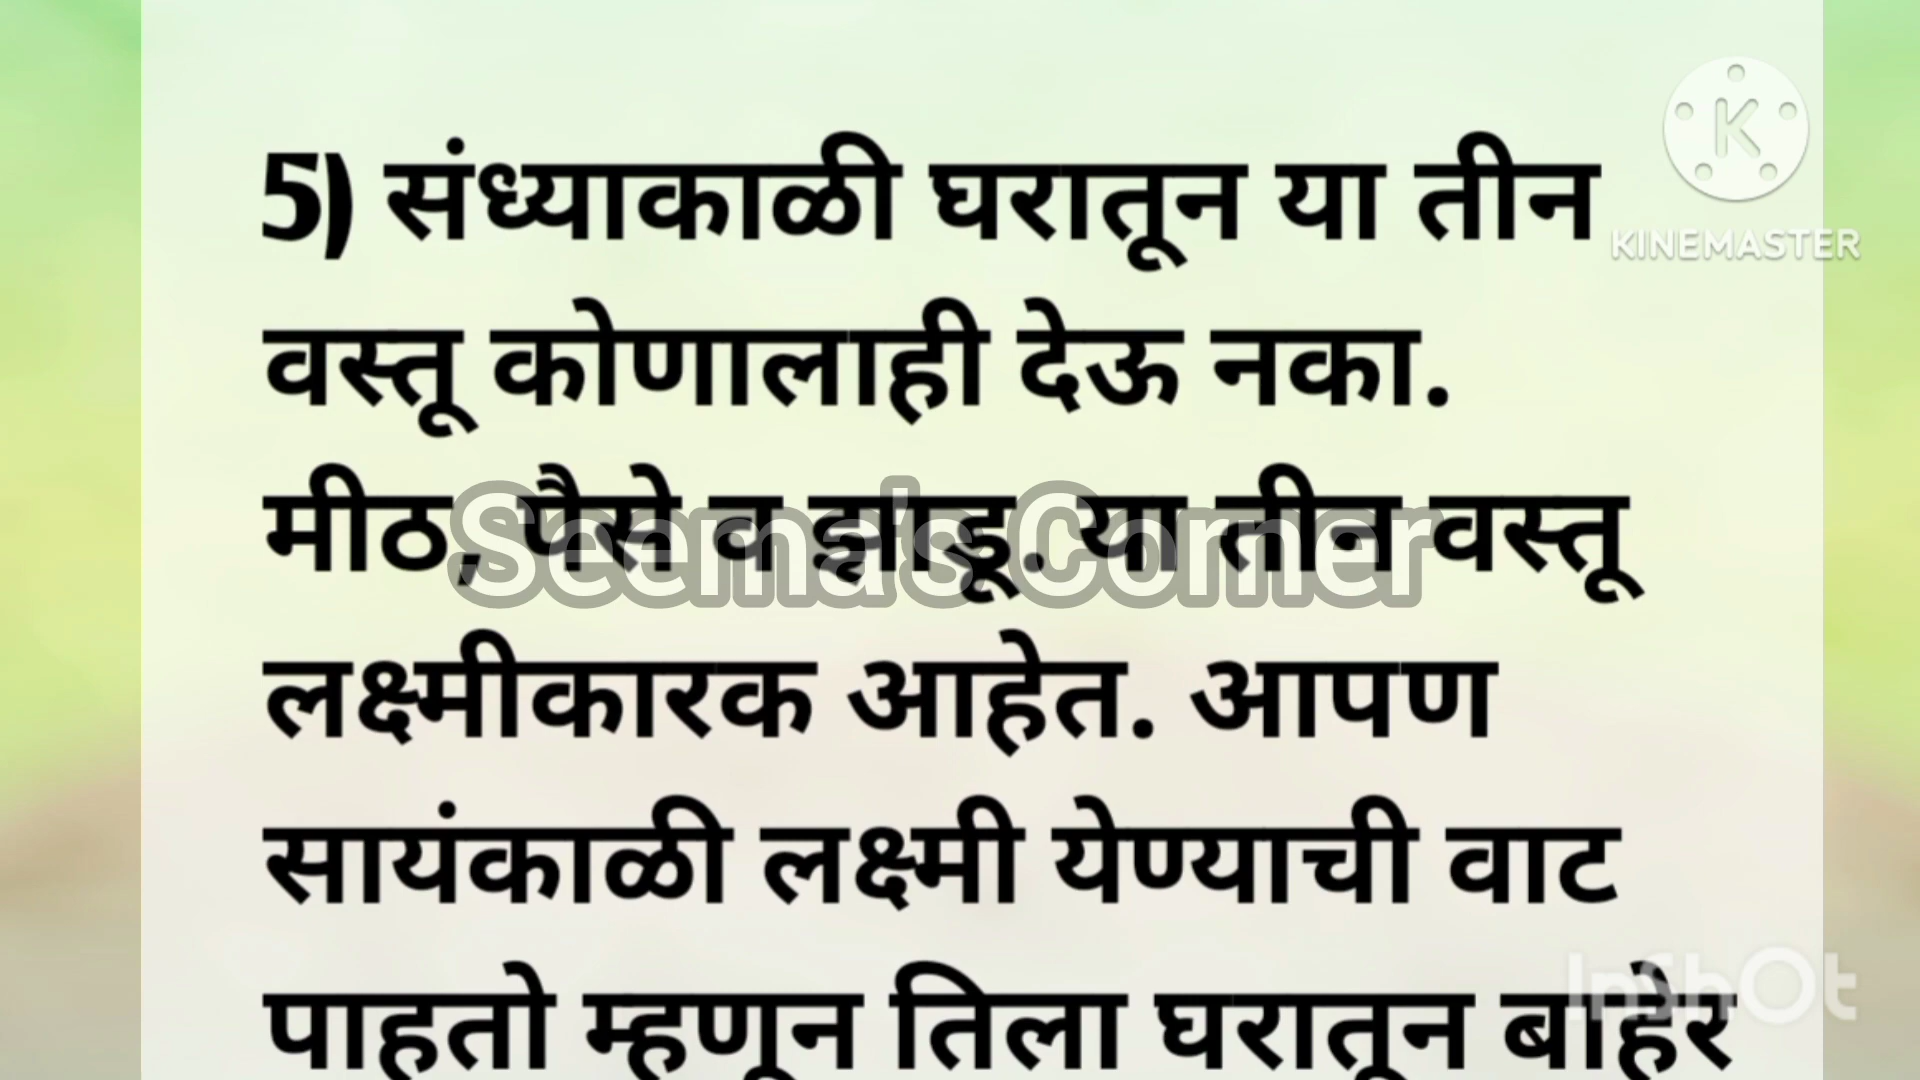 5) संध्याकाळी घरातून या तीन
वस्तू कोणालाही देऊ नका.
मीठ, पैसे व झाडू. या तीन वस्तू
लक्ष्मीकारक आहेत. आपण
सायंकाळी लक्ष्मी येण्याची वाट
पाहतो म्हणून तिला घरातून बाहेर
Seema's Corner
K
KINEMASTER
InShOt